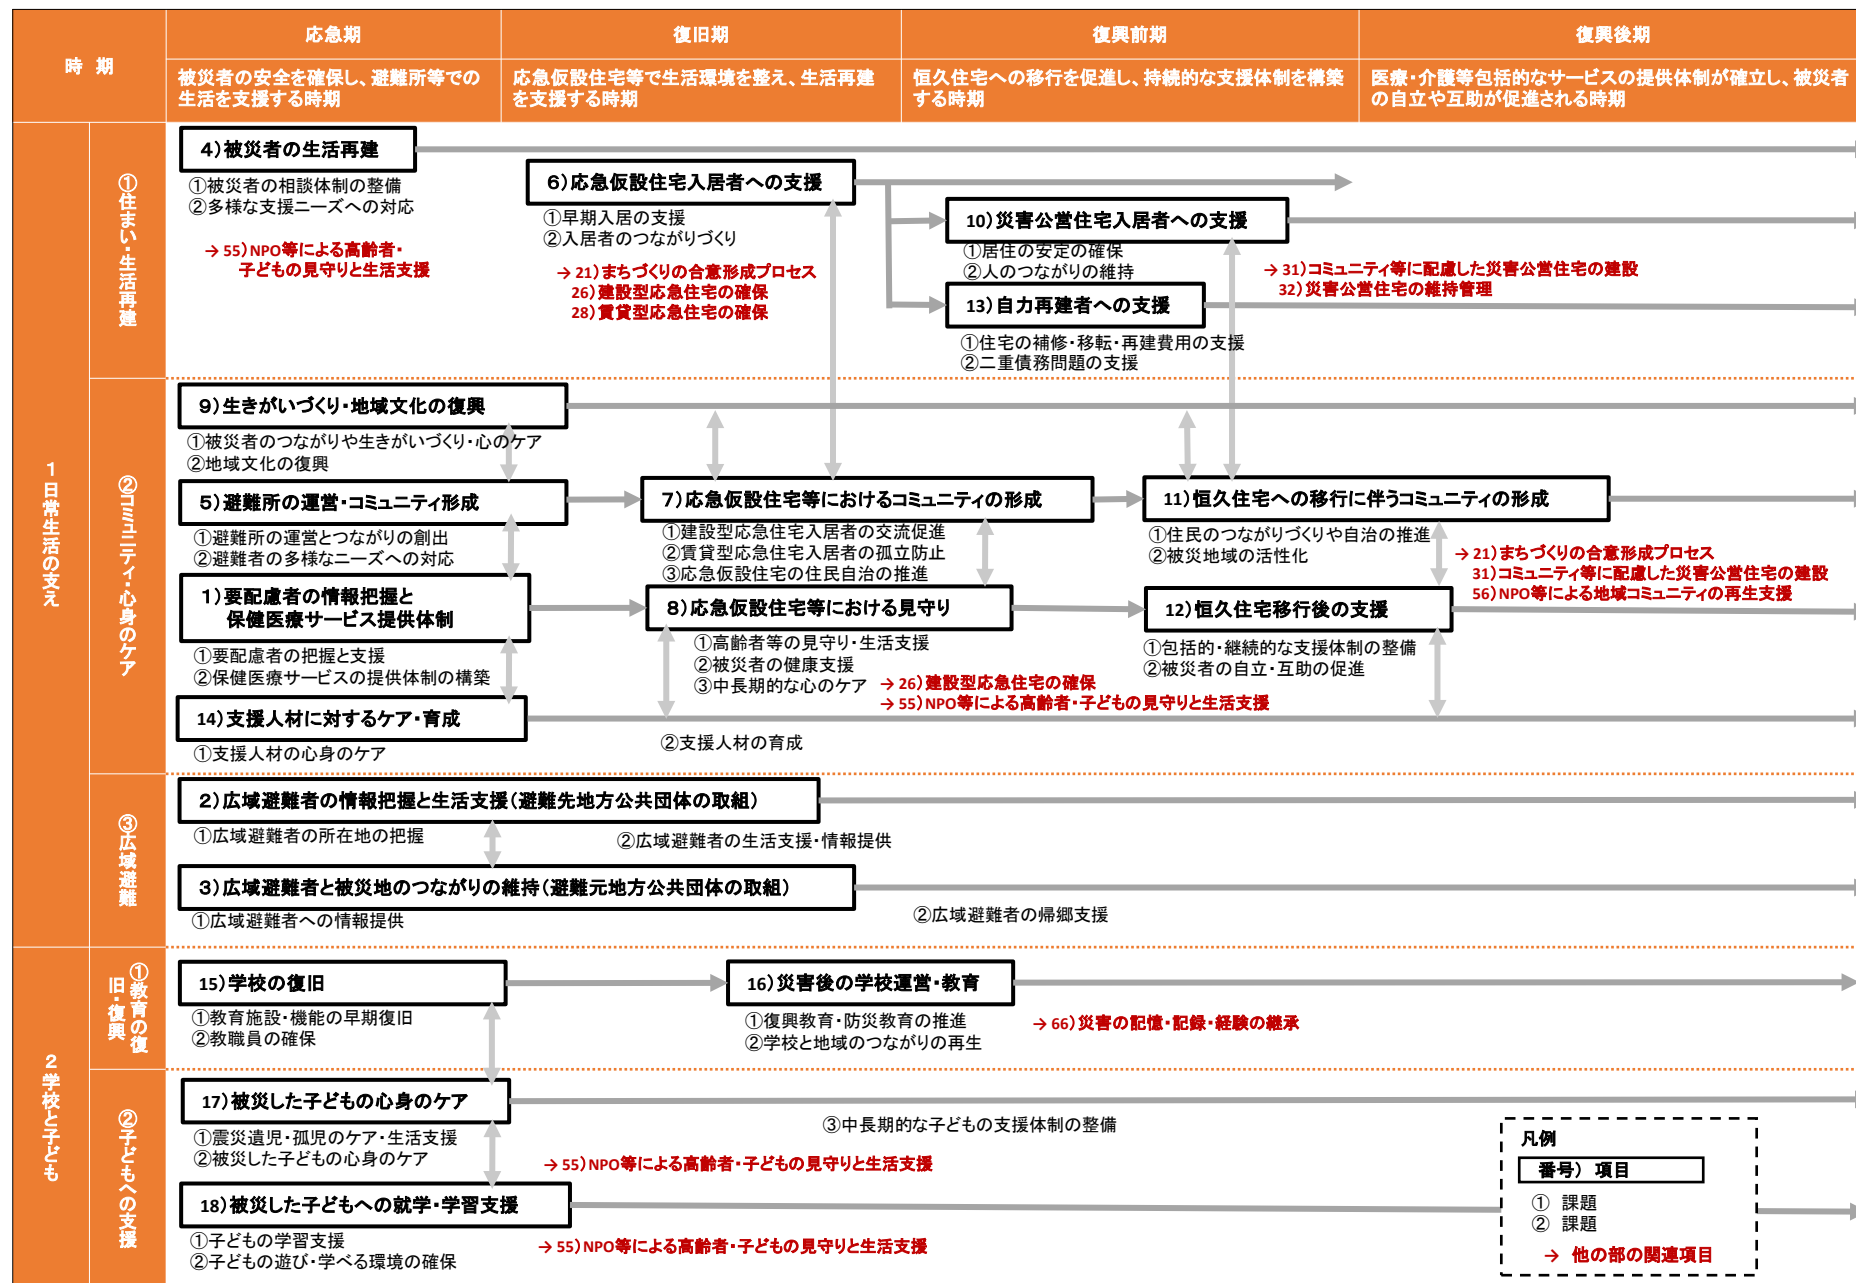 時 期
応急期
復旧期
復興前期
復興後期
被災者の安全を確保し、避難所等での
生活を支援する時期
応急仮設住宅等で生活環境を整え、生活再建
を支援する時期
恒久住宅への移行を促進し、持続的な支援体制を構築
する時期
医療・介護等包括的なサービスの提供体制が確立し、被災者
の自立や互助が促進される時期
1日常生活の支え
①住まい・生活再建
4)被災者の生活再建
①被災者の相談体制の整備
②多様な支援ニーズへの対応
→ 55)NPO等による高齢者・
子どもの見守りと生活支援
6)応急仮設住宅入居者への支援
①早期入居の支援
②入居者のつながりづくり
→ 21)まちづくりの合意形成プロセス
26)建設型応急住宅の確保
28)賃貸型応急住宅の確保
10)災害公営住宅入居者への支援
①居住の安定の確保
②人のつながりの維持
→ 31)コミュニティ等に配慮した災害公営住宅の建設
32)災害公営住宅の維持管理
13)自力再建者への支援
①住宅の補修・移転・再建費用の支援
②二重債務問題の支援
②コミュニティ・心身のケア
9)生きがいづくり・地域文化の復興
①被災者のつながりや生きがいづくり・心のケア
②地域文化の復興
5)避難所の運営・コミュニティ形成
①避難所の運営とつながりの創出
②避難者の多様なニーズへの対応
7)応急仮設住宅等におけるコミュニティの形成
①建設型応急住宅入居者の交流促進
②賃貸型応急住宅入居者の孤立防止
③応急仮設住宅の住民自治の推進
11)恒久住宅への移行に伴うコミュニティの形成
①住民のつながりづくりや自治の推進
②被災地域の活性化
→ 21)まちづくりの合意形成プロセス
31)コミュニティ等に配慮した災害公営住宅の建設
56)NPO等による地域コミュニティの再生支援
1)要配慮者の情報把握と
保健医療サービス提供体制
①要配慮者の把握と支援
②保健医療サービスの提供体制の構築
8)応急仮設住宅等における見守り
①高齢者等の見守り・生活支援
②被災者の健康支援
③中長期的な心のケア
→ 26)建設型応急住宅の確保
→ 55)NPO等による高齢者・子どもの見守りと生活支援
12)恒久住宅移行後の支援
①包括的・継続的な支援体制の整備
②被災者の自立・互助の促進
14)支援人材に対するケア・育成
①支援人材の心身のケア
②支援人材の育成
③広域避難
2)広域避難者の情報把握と生活支援(避難先地方公共団体の取組)
①広域避難者の所在地の把握
②広域避難者の生活支援・情報提供
3)広域避難者と被災地のつながりの維持(避難元地方公共団体の取組)
①広域避難者への情報提供
②広域避難者の帰郷支援
2学校と子ども
①教育の復
旧・復興
15)学校の復旧
①教育施設・機能の早期復旧
②教職員の確保
16)災害後の学校運営・教育
①復興教育・防災教育の推進
②学校と地域のつながりの再生
→ 66)災害の記憶・記録・経験の継承
②子どもへの支援
17)被災した子どもの心身のケア
①震災遺児・孤児のケア・生活支援
②被災した子どもの心身のケア
③中長期的な子どもの支援体制の整備
→ 55)NPO等による高齢者・子どもの見守りと生活支援
18)被災した子どもへの就学・学習支援
①子どもの学習支援
②子どもの遊び・学べる環境の確保
→ 55)NPO等による高齢者・子どもの見守りと生活支援
凡例
番号) 項目
① 課題
② 課題
→ 他の部の関連項目